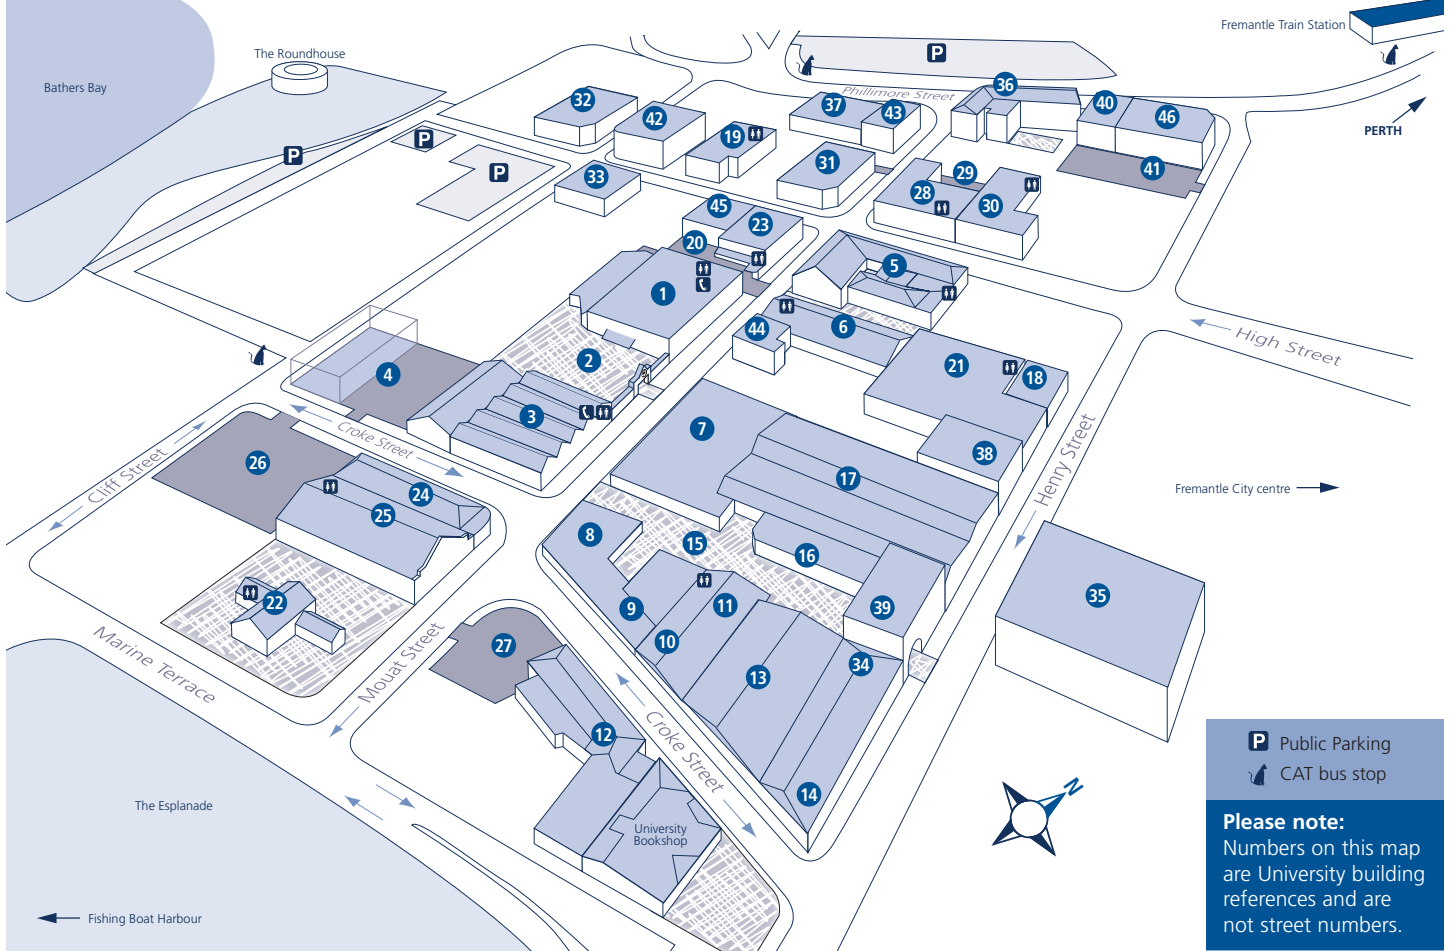 Fremantle Train Station
The Roundhouse
P
Bathers Bay
36
Phillimore Street
32
37
43
40
46
42
PERTH
19
P
P
31
41
P
33
29
28
30
45
23
20
5
1
6
44
High Street
2
21
4
18
3
7
Croke Street
38
26
17
Cliff Street
24
Henry Street
Fremantle City centre
25
8
15
16
35
22
9
11
39
10
27
Mouat Street
34
Marine Terrace
13
12
Croke Street
P Public Parking
CAT bus stop
14
N
The Esplanade
University
Bookshop
Please note:
Numbers on this map
are University building
references and are
not street numbers.
Fishing Boat Harbour